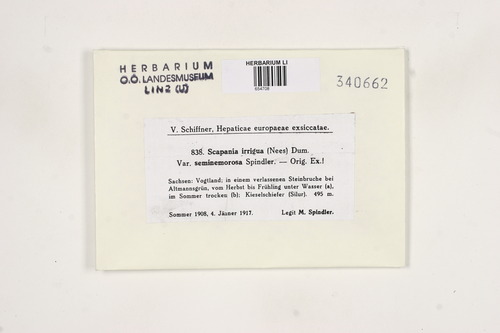 HERBARIUM
O.Ö. LANDESMUSEUM
LINZ (LI)
HERBARIUM LI
654708
340662
V. Schiffner, Hepaticae europaeae exsiccatae.
838. Scapania irrigua (Nees) Dum.
Var. seminemorosa Spindler. — Orig. Ex.!
Sachsen: Vogtland; in einem verlassenen Steinbruche bei
Altmannsgrün, vom Herbst bis Frühling unter Wasser (a),
im Sommer trocken (b); Kieselschiefer (Silur). 495 m.
Sommer 1908, 4. Jänner 1917. Legit M. Spindler.